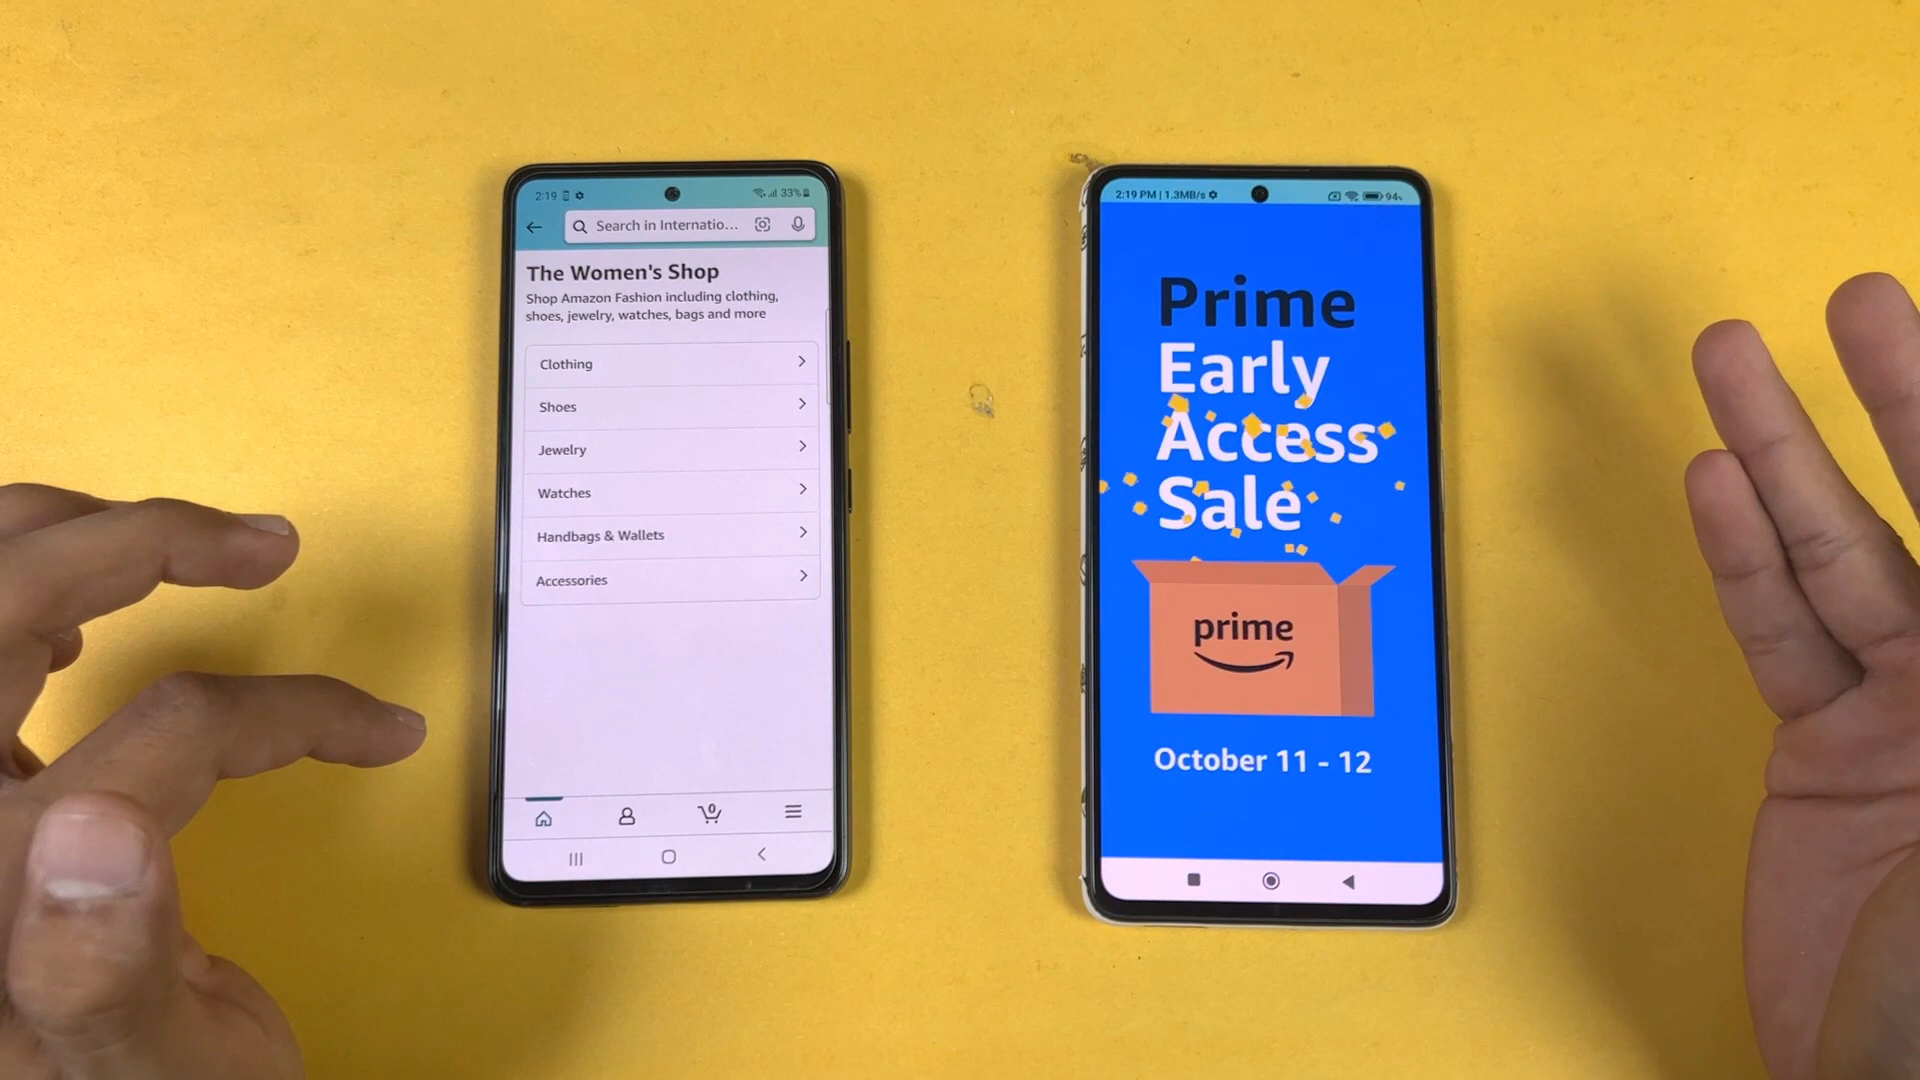 2:19
33%
Search in Internatio...
The Women's Shop
Shop Amazon Fashion including clothing,
shoes, jewelry, watches, bags and more
Clothing
Shoes
Jewelry
Watches
Handbags & Wallets
Accessories
0
2:19 PM | 1.3MB/s
94%
Prime
Early
Access
Sale
prime
October 11 - 12